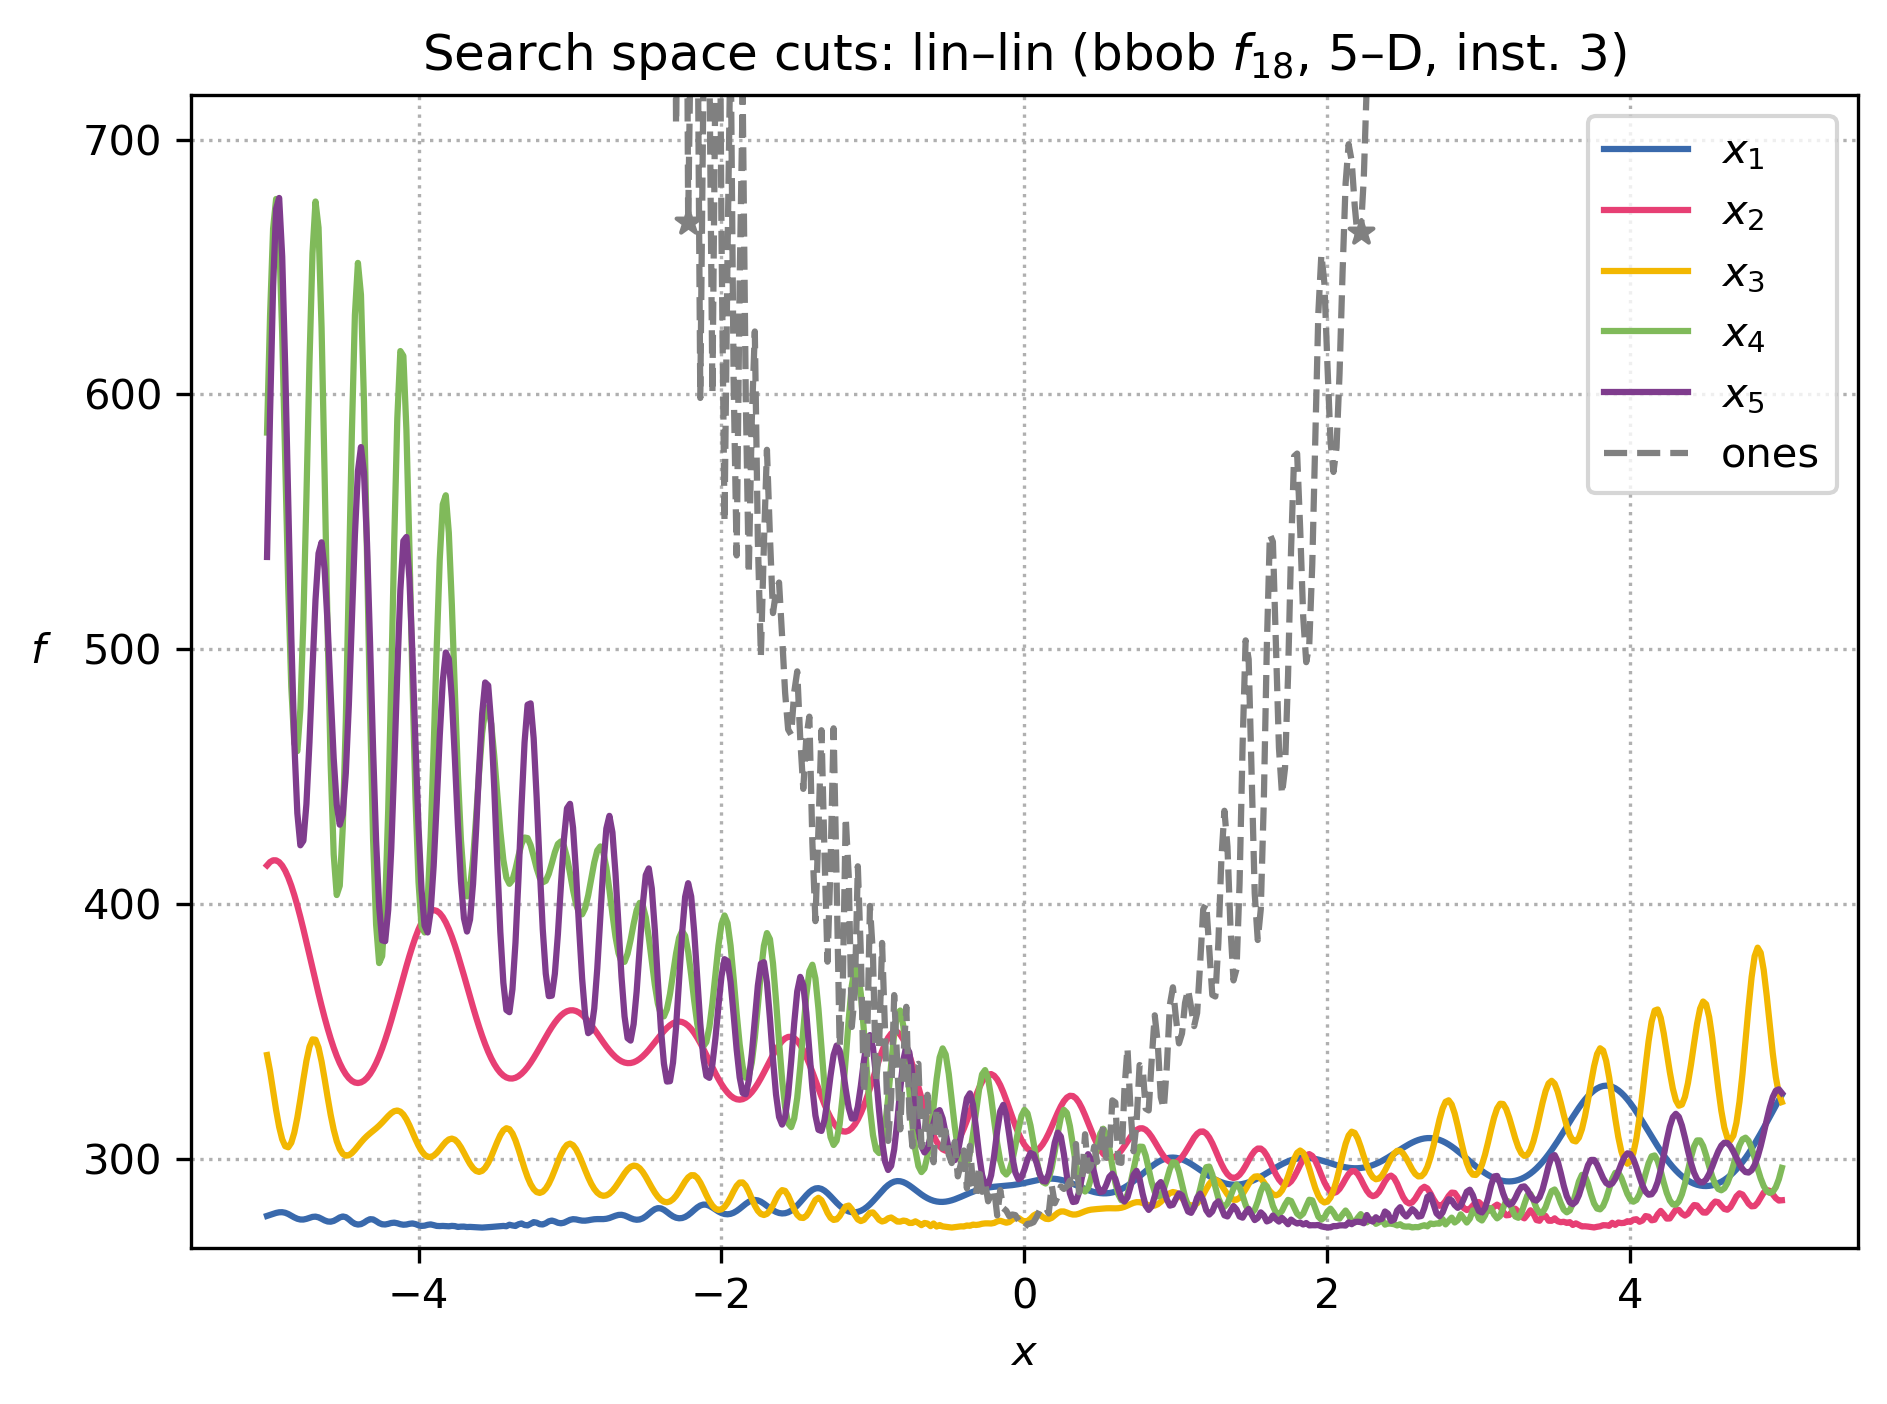 Search space cuts: lin–lin (bbob f₁₈, 5–D, inst. 3)
700
600
500
400
300
f
−4
−2
0
2
4
x
x₁
x₂
x₃
x₄
x₅
ones